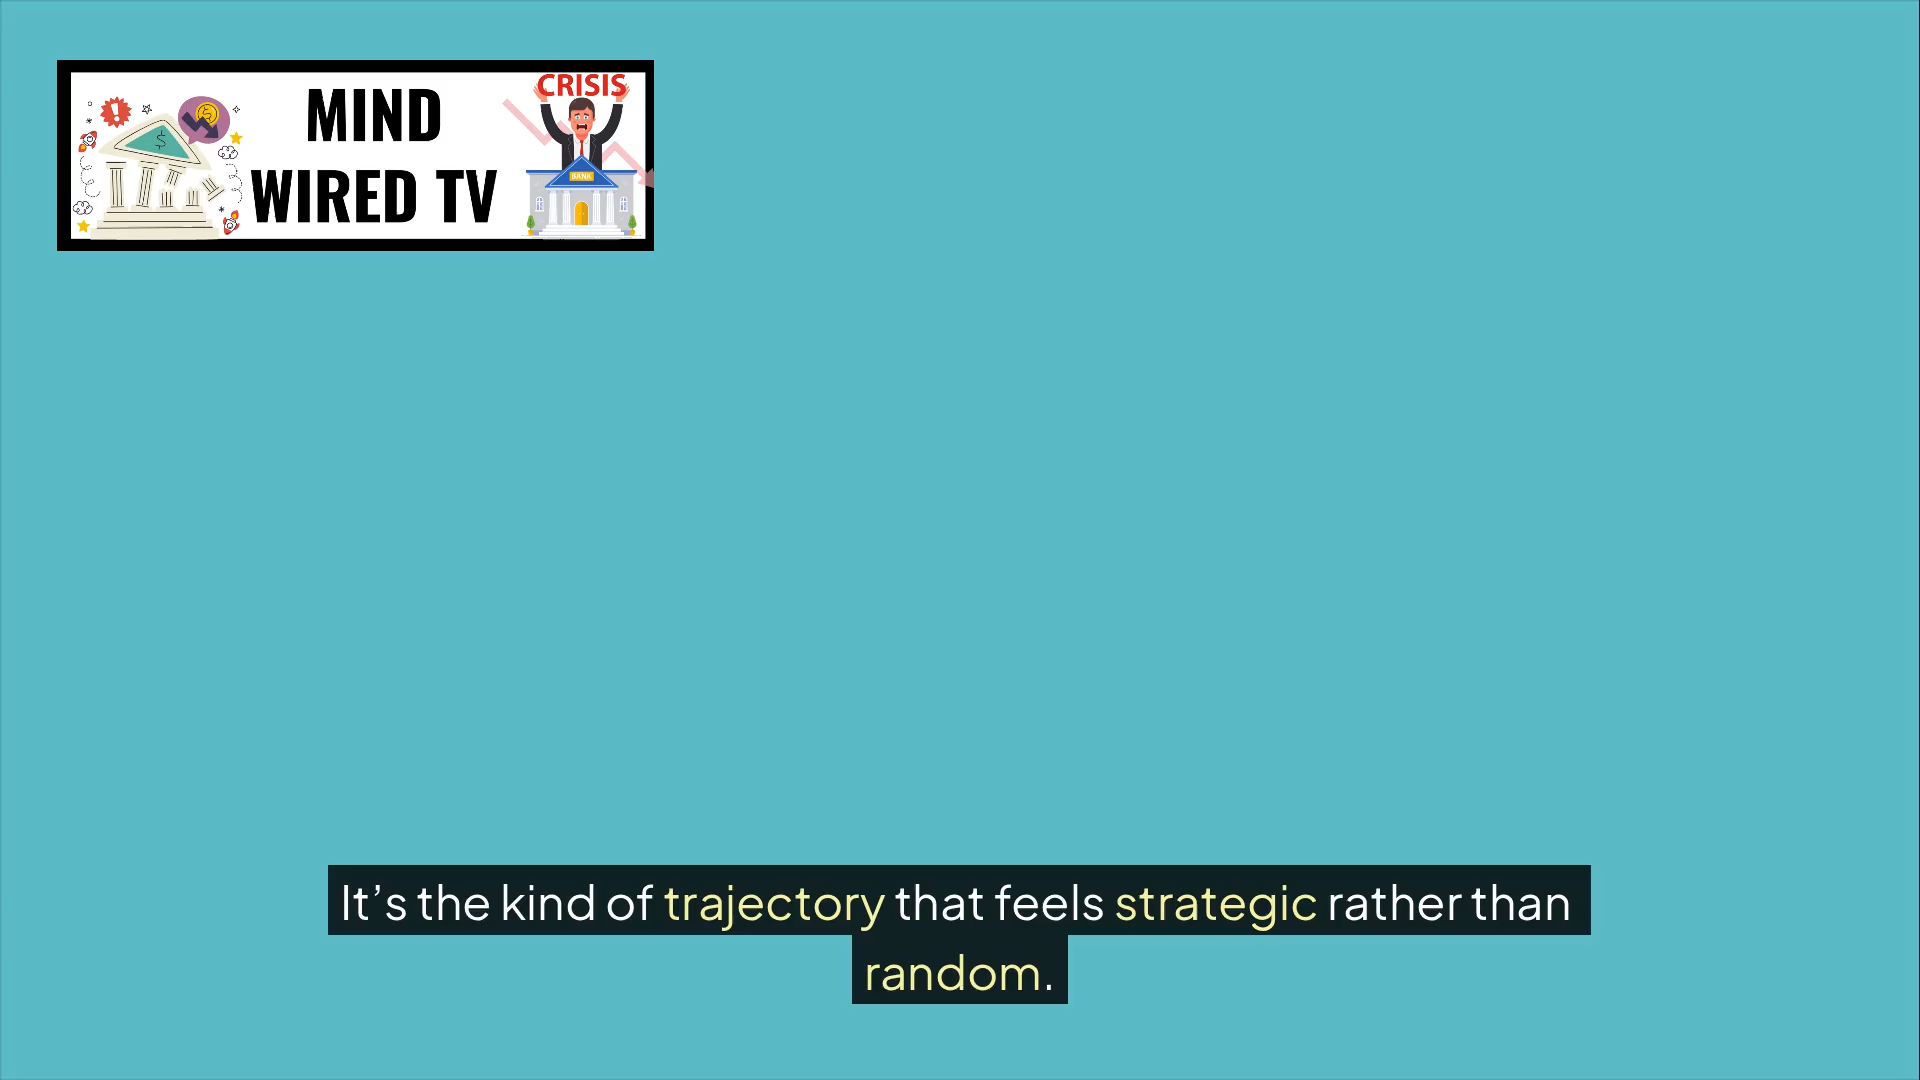 CRISIS
MIND
WIRED TV
BANK
It’s the kind of trajectory that feels strategic rather than
random.